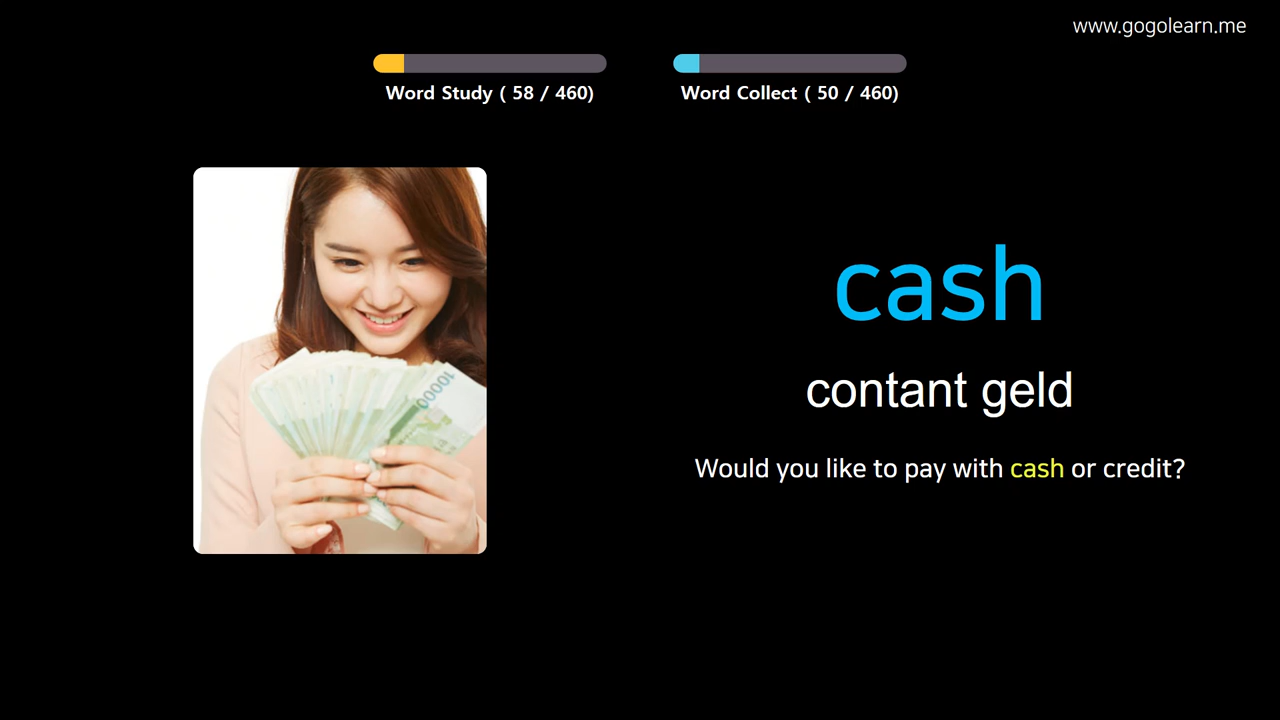 www.gogolearn.me
Word Study ( 58 / 460)
Word Collect ( 50 / 460)
10000
cash
contant geld
Would you like to pay with cash or credit?